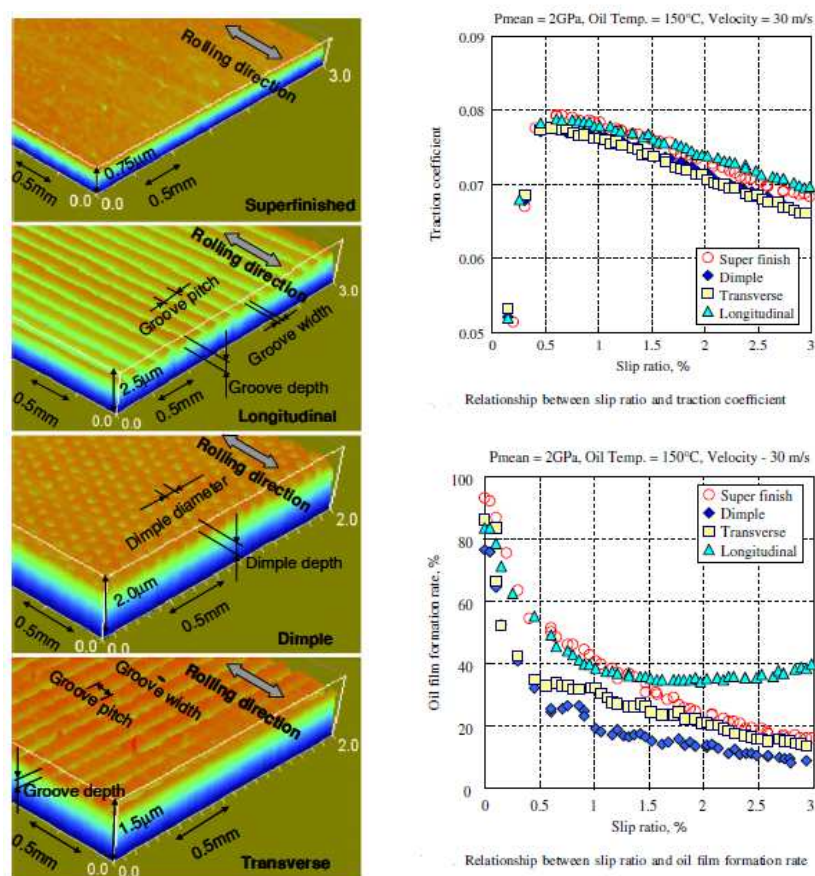 Rolling direction
3.0
0.75µm
0.5mm
0.0 0.0
0.5mm
Superfinished
Rolling direction
3.0
Groove pitch
Groove width
2.5µm
Groove depth
0.5mm
0.0 0.0
0.5mm
Longitudinal
Rolling direction
2.0
Dimple diameter
Dimple depth
2.0µm
0.5mm
0.5mm
0.0 0.0
Dimple
Groove width
Rolling direction
Groove pitch
2.0
Groove depth
1.5µm
0.5mm
0.5mm
0.0 0.0
Transverse
Pmean = 2GPa, Oil Temp. = 150°C, Velocity = 30 m/s
0.09
0.08
0.07
0.06
0.05
Traction coefficient
Super finish
Dimple
Transverse
Longitudinal
0 0.5 1 1.5 2 2.5 3
Slip ratio, %
Relationship between slip ratio and traction coefficient
Pmean = 2GPa, Oil Temp. = 150°C, Velocity - 30 m/s
100
80
60
40
20
0
Oil film formation rate, %
Super finish
Dimple
Transverse
Longitudinal
0 0.5 1 1.5 2 2.5 3
Slip ratio, %
Relationship between slip ratio and oil film formation rate